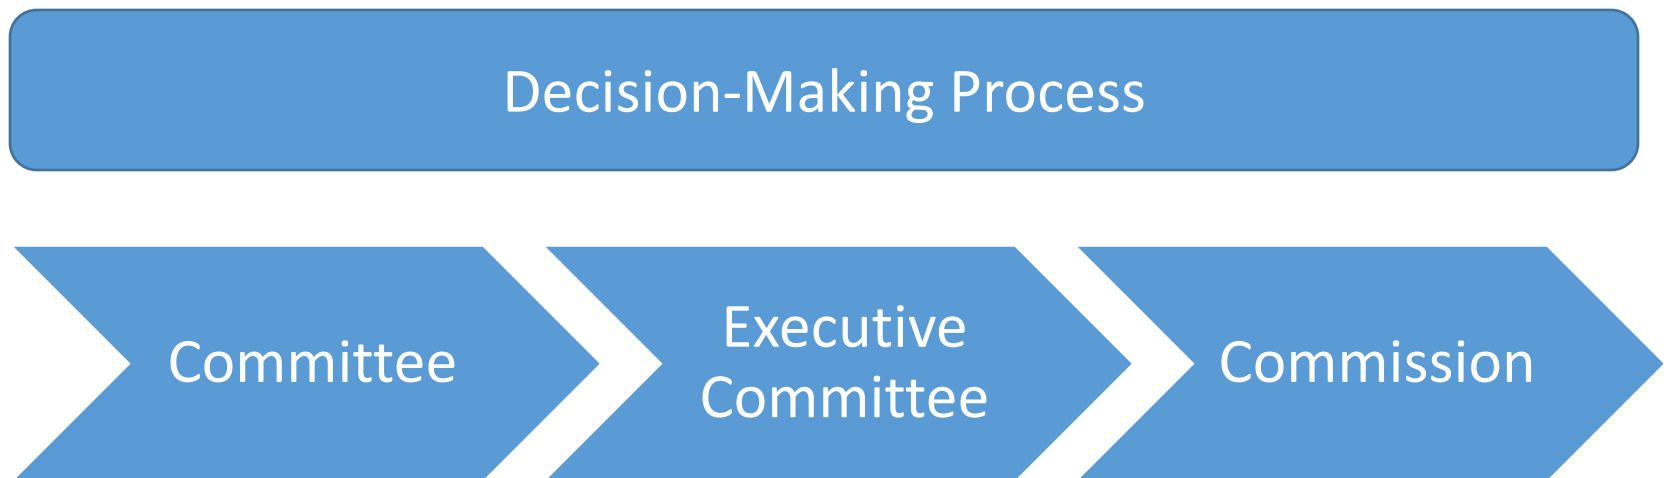 Decision-Making Process
Committee
Executive
Committee
Commission